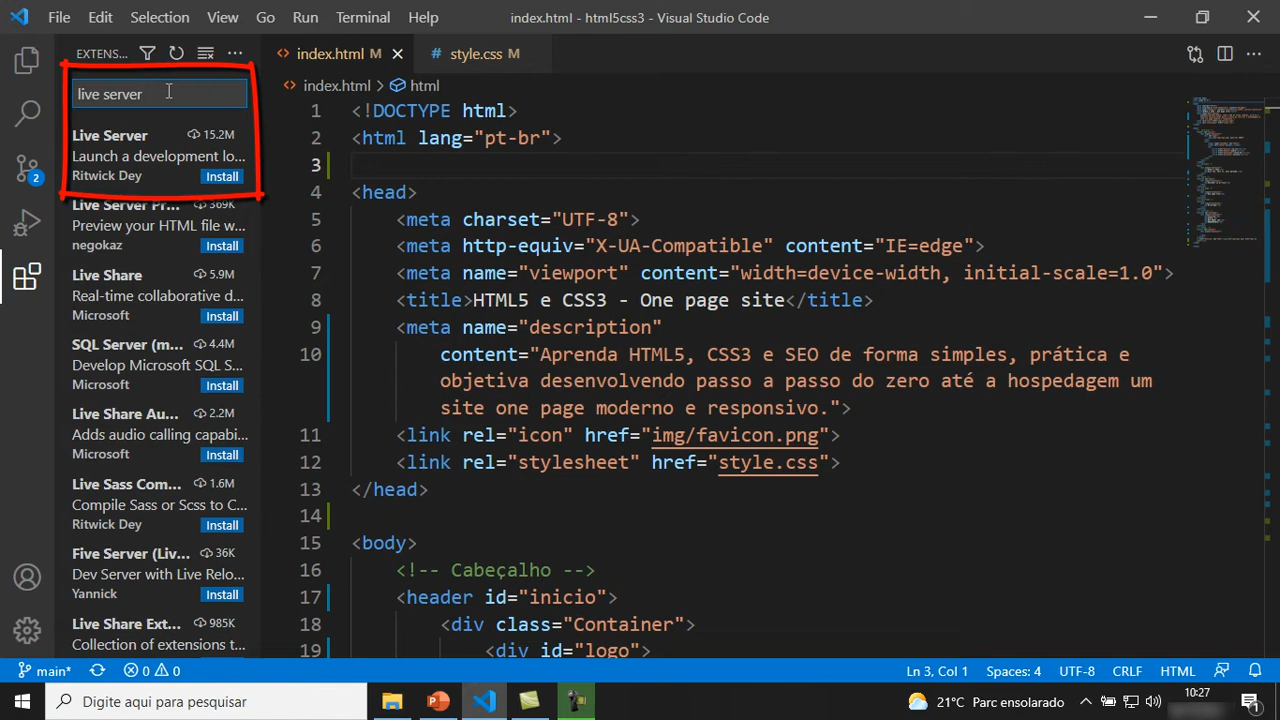 File Edit Selection View Go Run Terminal Help index.html - html5css3 - Visual Studio Code
EXTENS...
live server
Live Server 15.2M
Launch a development lo...
Ritwick Dey Install
Live Server Pr... 369K
Preview your HTML file w...
negokaz Install
Live Share 5.9M
Real-time collaborative d...
Microsoft Install
SQL Server (m... 4.4M
Develop Microsoft SQL S...
Microsoft Install
Live Share Au... 2.2M
Adds audio calling capabi...
Microsoft Install
Live Sass Com... 1.6M
Compile Sass or Scss to C...
Ritwick Dey Install
Five Server (Liv... 36K
Dev Server with Live Relo...
Yannick Install
Live Share Ext... 985K
Collection of extensions t...
2
index.html M style.css M
index.html > html
1 <!DOCTYPE html>
2 <html lang="pt-br">
3
4 <head>
5 <meta charset="UTF-8">
6 <meta http-equiv="X-UA-Compatible" content="IE=edge">
7 <meta name="viewport" content="width=device-width, initial-scale=1.0">
8 <title>HTML5 e CSS3 - One page site</title>
9 <meta name="description"
10 content="Aprenda HTML5, CSS3 e SEO de forma simples, prática e
objetiva desenvolvendo passo a passo do zero até a hospedagem um
site one page moderno e responsivo.">
11 <link rel="icon" href="img/favicon.png">
12 <link rel="stylesheet" href="style.css">
13 </head>
14
15 <body>
16 <!-- Cabeçalho -->
17 <header id="inicio">
18 <div class="Container">
19 <div id="logo">
main* 0 0 Ln 3, Col 1 Spaces: 4 UTF-8 CRLF HTML
Digite aqui para pesquisar 21°C Parc ensolarado 10:27
1